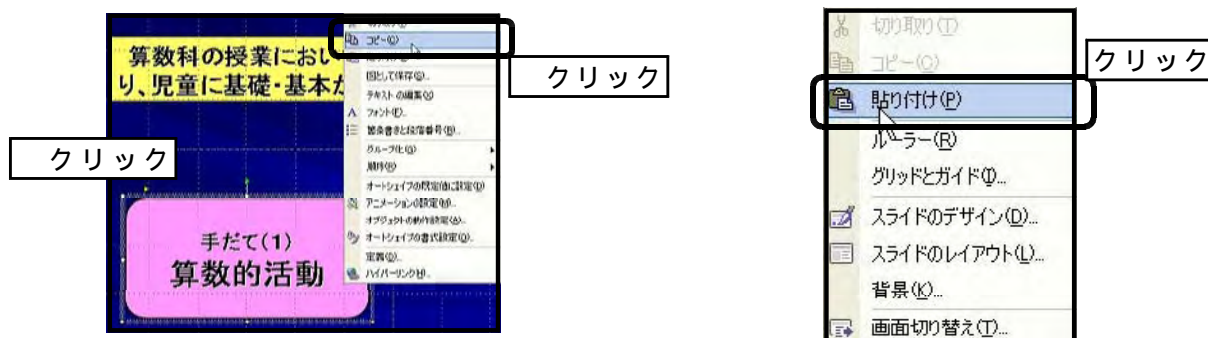 算数科の授業におい
り、児童に基礎・基本が
クリック
手だて(1)
算数的活動
コピー(C)
図として保存(S)...
テキストの編集(X)
フォント(F)...
箇条書きと段落番号(B)...
グループ化(G)
順序(R)
オートシェイプの既定値に設定(D)
アニメーションの設定(M)...
オブジェクトの動作設定(A)...
オートシェイプの書式設定(O)...
定義(O)...
ハイパーリンク(H)...
クリック
切り取り(T)
コピー(C)
貼り付け(P)
ルーラー(R)
グリッドとガイド(I)...
スライドのデザイン(D)...
スライドのレイアウト(L)...
背景(K)...
画面切り替え(T)...
クリック